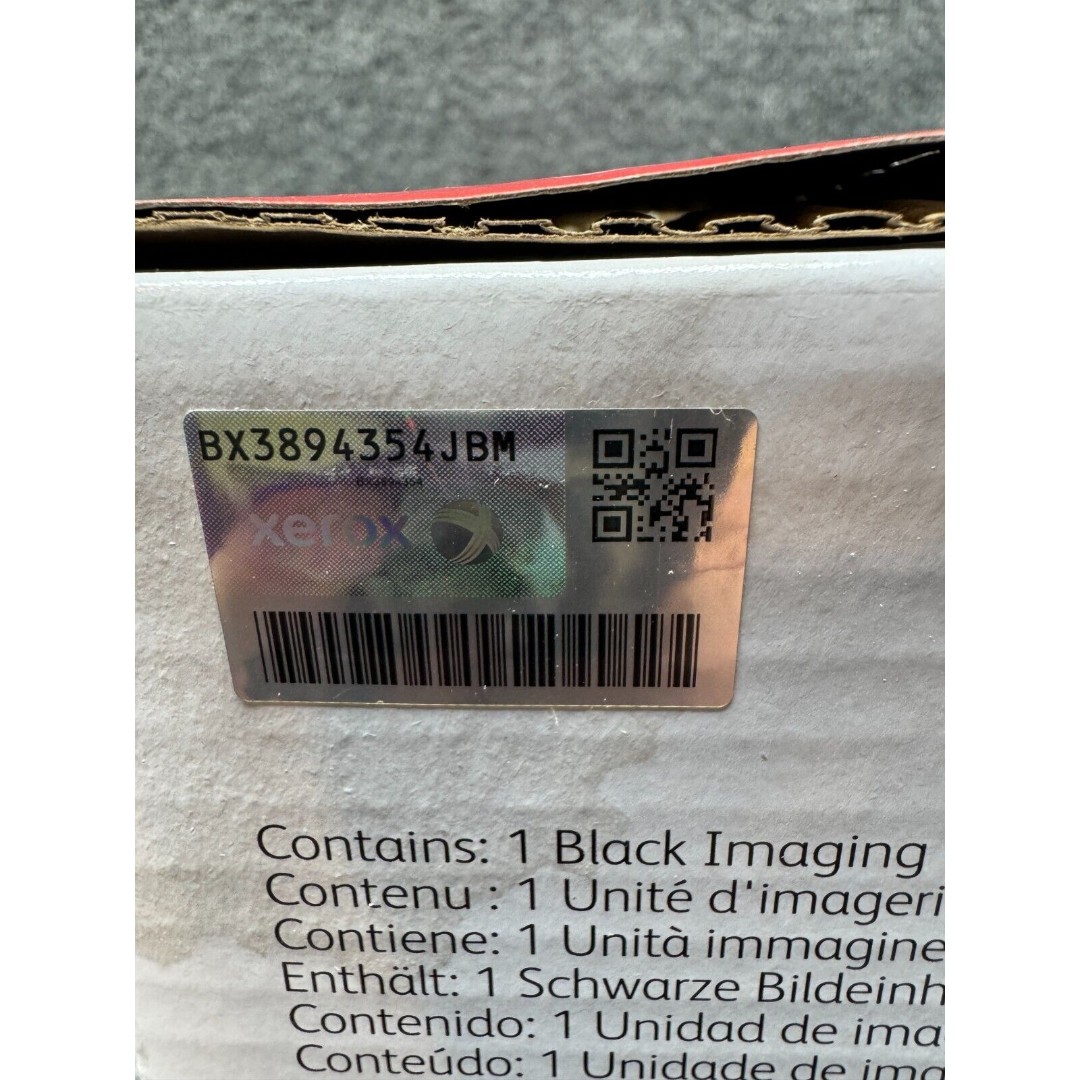 BX3894354JBM
xerox
Contains: 1 Black Imaging
Contenu : 1 Unité d'imageri
Contiene: 1 Unità immagine
Enthält: 1 Schwarze Bildeinh
Contenido: 1 Unidad de ima
Conteúdo: 1 Unidade de imag